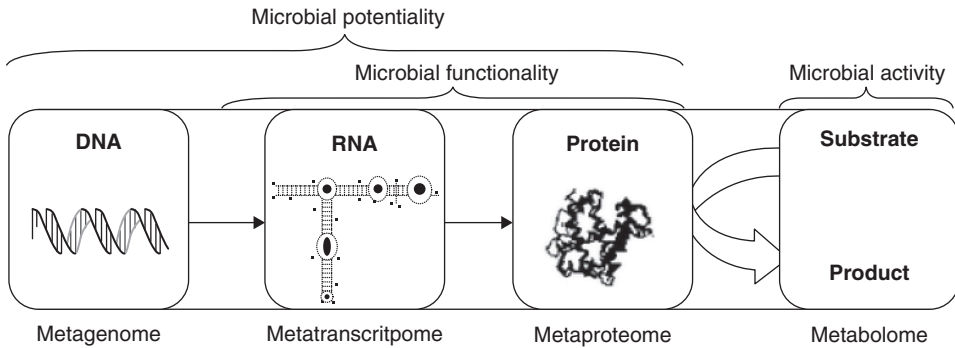 Microbial potentiality
Microbial functionality
Microbial activity
DNA
RNA
Protein
Substrate
Product
Metagenome
Metatranscritpome
Metaproteome
Metabolome